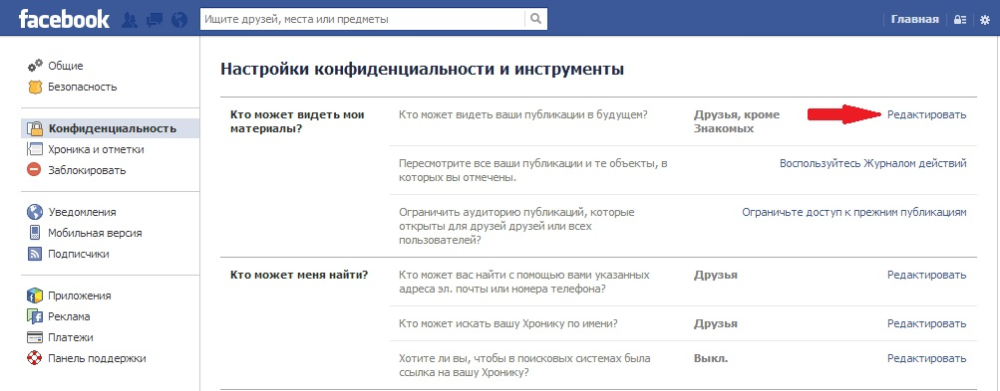 facebook
Ищите друзей, места или предметы
Главная
Общие
Безопасность
Конфиденциальность
Хроника и отметки
Заблокировать
Уведомления
Мобильная версия
Подписчики
Приложения
Реклама
Платежи
Панель поддержки
Настройки конфиденциальности и инструменты
Кто может видеть мои
материалы?
Кто может видеть ваши публикации в будущем?
Друзья, кроме
Знакомых
Редактировать
Пересмотрите все ваши публикации и те объекты, в
которых вы отмечены.
Воспользуйтесь Журналом действий
Ограничить аудиторию публикаций, которые
открыты для друзей друзей или всех
пользователей?
Ограничьте доступ к прежним публикациям
Кто может меня найти?
Кто может вас найти с помощью вами указанных
адреса эл. почты или номера телефона?
Друзья
Редактировать
Кто может искать вашу Хронику по имени?
Друзья
Редактировать
Хотите ли вы, чтобы в поисковых системах была
ссылка на вашу Хронику?
Выкл.
Редактировать